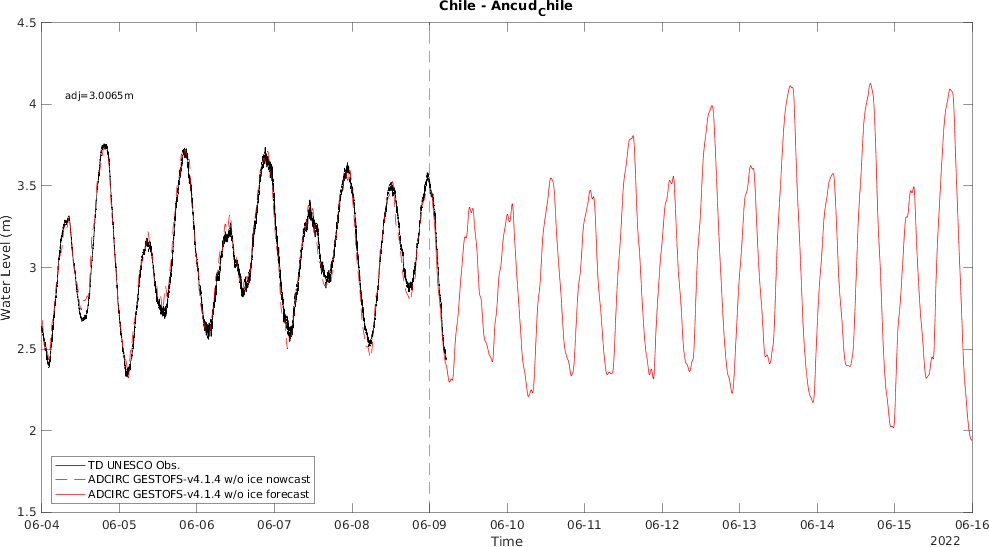 Chile - Ancud_Chile
4.5
adj=3.0065m
4
3.5
3
2.5
2
1.5
Water Level (m)
TD UNESCO Obs.
ADCIRC GESTOFS-v4.1.4 w/o ice nowcast
ADCIRC GESTOFS-v4.1.4 w/o ice forecast
06-04 06-05 06-06 06-07 06-08 06-09 06-10 06-11 06-12 06-13 06-14 06-15 06-16
Time
2022